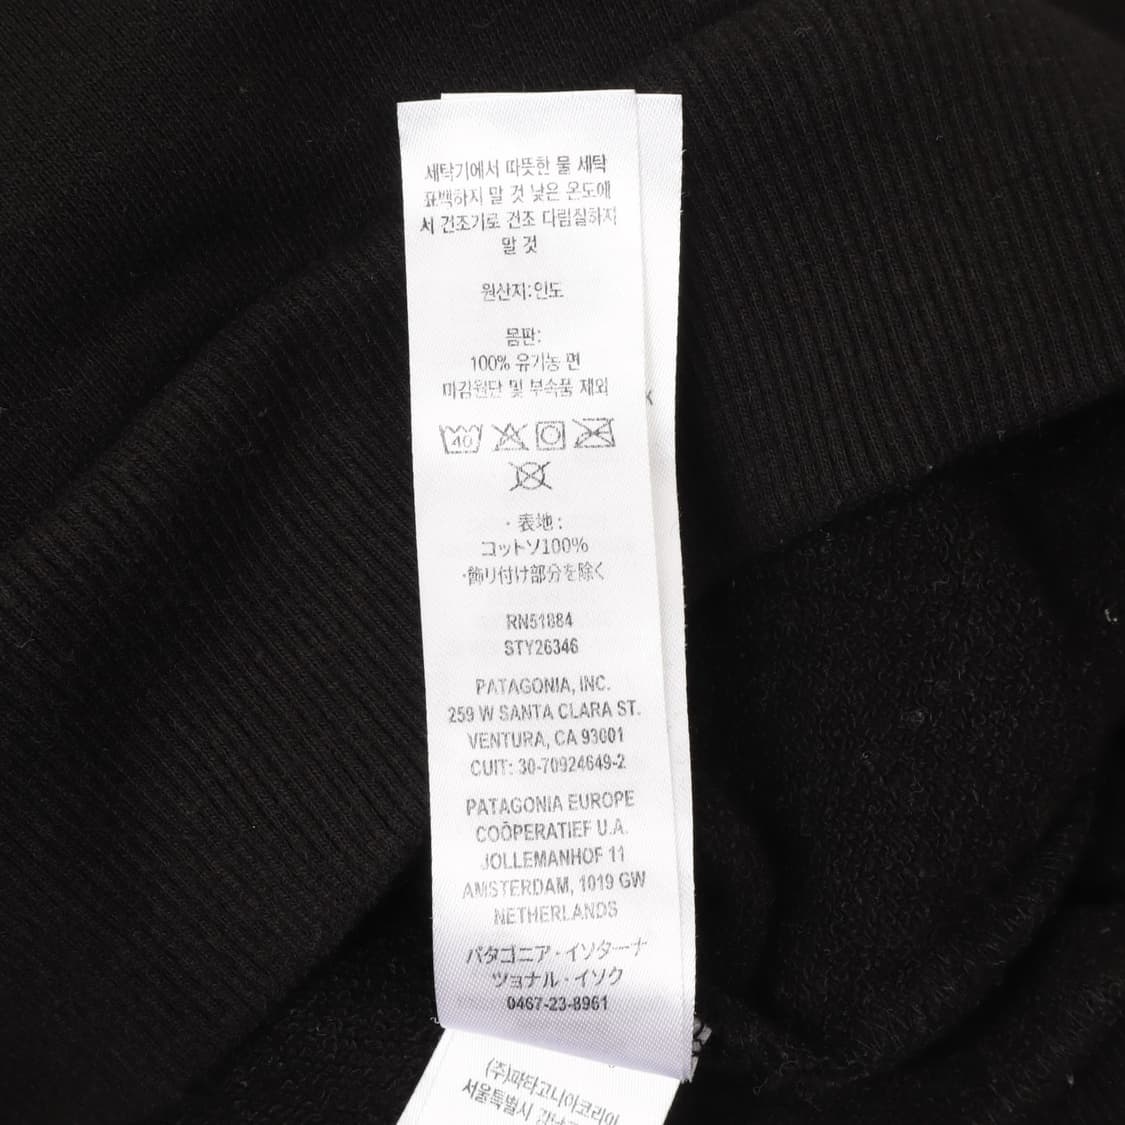 세탁기에서 따뜻한 물 세탁
표백하지 말 것 낮은 온도에
서 건조기로 건조 다림질하지
말 것
원산지:인도
몸판:
100% 유기농 면
마감원단 및 부속품 제외
K
40
・表地:
コットン100%
・飾り付け部分を除く
RN51884
STY26346
PATAGONIA, INC.
259 W SANTA CLARA ST.
VENTURA, CA 93001
CUIT: 30-70924649-2
PATAGONIA EUROPE
COÖPERATIEF U.A.
JOLLEMANHOF 11
AMSTERDAM, 1019 GW
NETHERLANDS
パタゴニア・インターナ
ショナル・インク
0467-23-8961
(주)파타고니아코리아
서울특별시